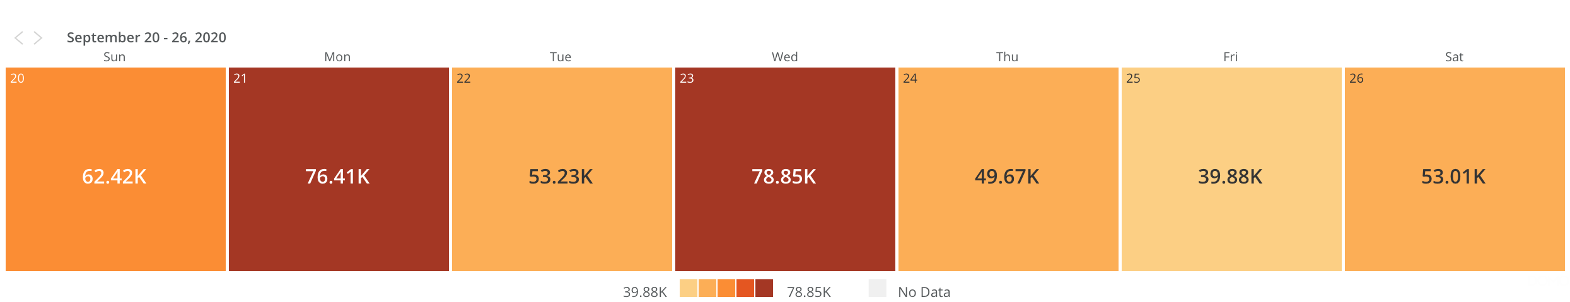 September 20 - 26, 2020
Sun Mon Tue Wed Thu Fri Sat
20 21 22 23 24 25 26
62.42K 76.41K 53.23K 78.85K 49.67K 39.88K 53.01K
39.88K 78.85K No Data